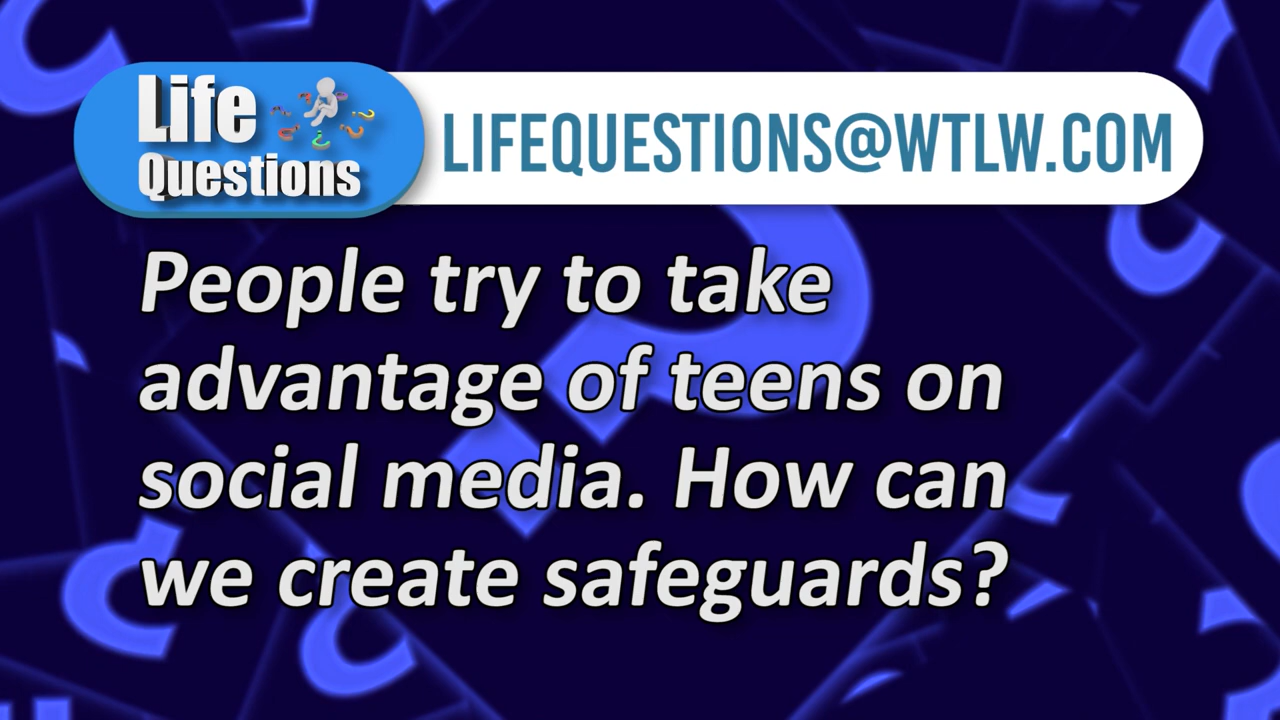 Life
Questions
LIFEQUESTIONS@WTLW.COM
People try to take
advantage of teens on
social media. How can
we create safeguards?